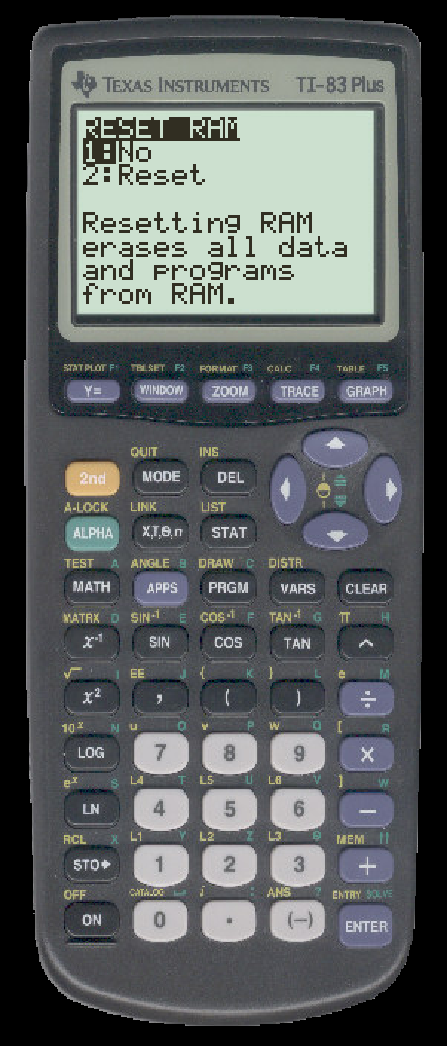 TEXAS INSTRUMENTS TI-83 Plus
RESET RAM
1:No
2:Reset
Resetting RAM
erases all data
and programs
from RAM.
STAT PLOT F1 TBLSET F2 FORMAT F3 CALC F4 TABLE F5
Y= WINDOW ZOOM TRACE GRAPH
QUIT INS
2nd MODE DEL
A-LOCK LINK LIST
ALPHA X,T,Θ,n STAT
TEST A ANGLE B DRAW C DISTR
MATH APPS PRGM VARS CLEAR
MATRX D SIN⁻¹ E COS⁻¹ F TAN⁻¹ G π H
x⁻¹ SIN COS TAN ^
√ I EE J { K } L e M
x² , ( ) ÷
10ˣ N u O v P w Q [ R
LOG 7 8 9 ×
eˣ S L4 T L5 U L6 V ] W
LN 4 5 6 −
RCL X L1 Y L2 Z L3 θ MEM "
STO▸ 1 2 3 +
OFF CATALOG i : ANS ? ENTRY SOLVE
ON 0 . (−) ENTER